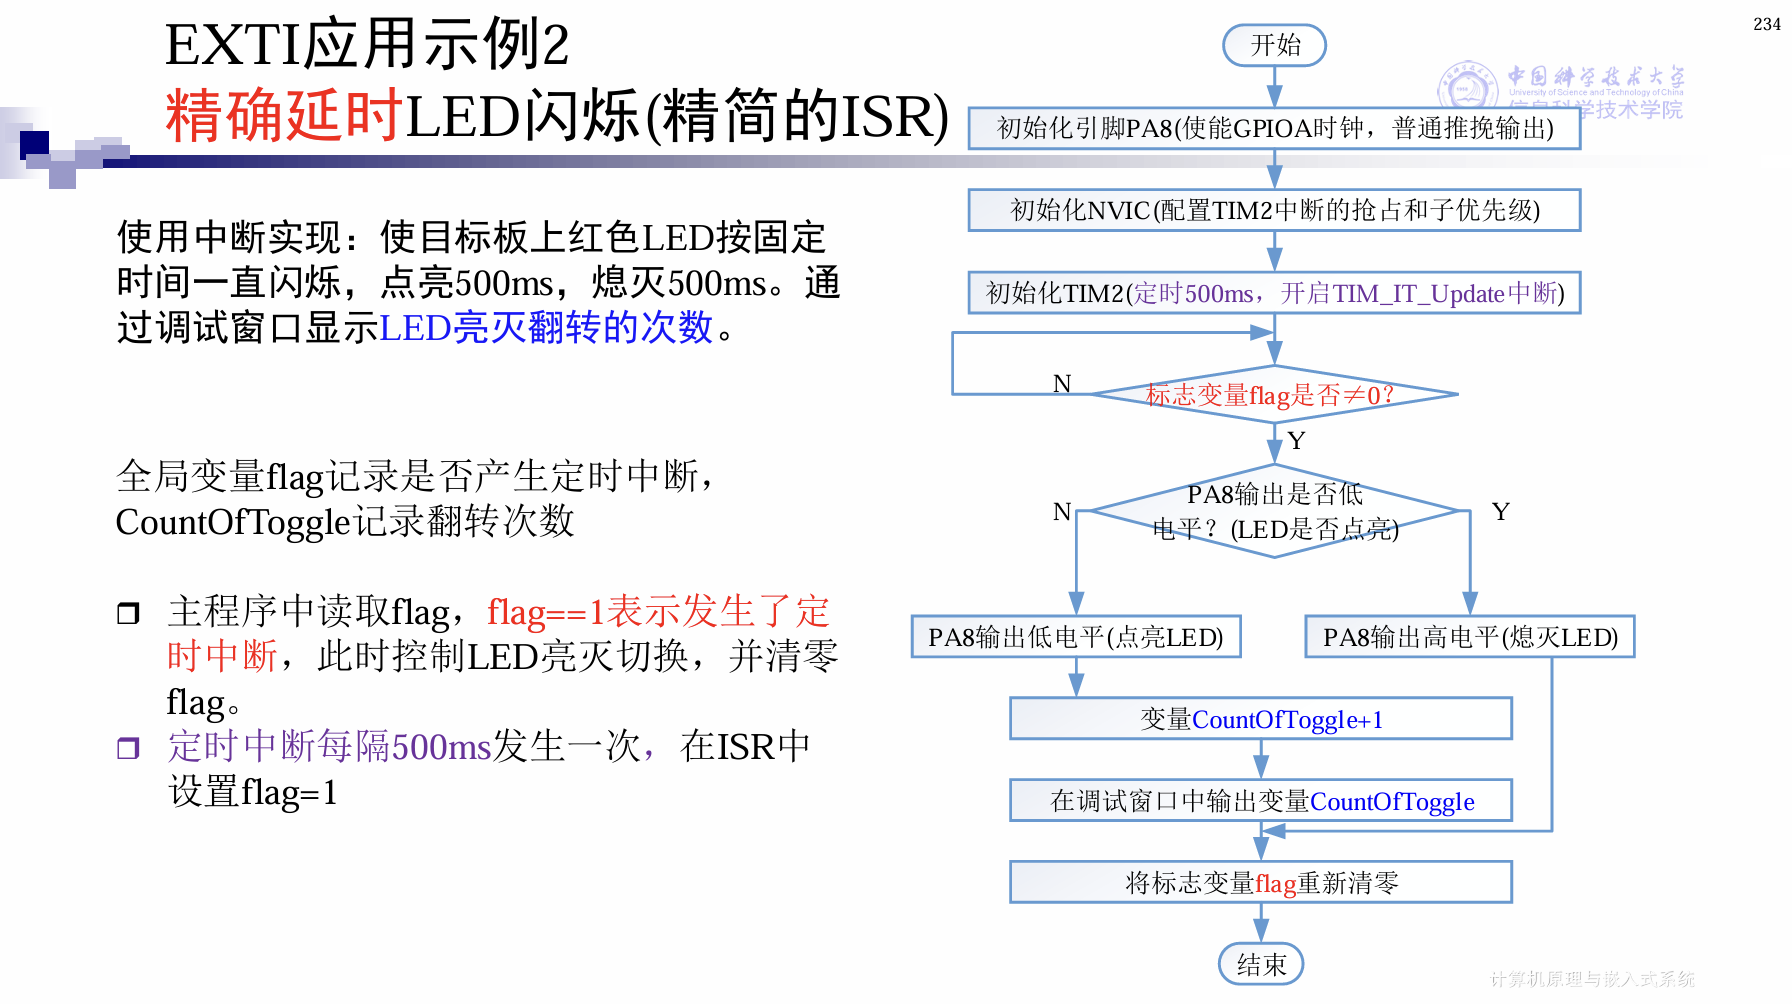 234
EXTI应用示例2
精确延时LED闪烁(精简的ISR)
中国科学技术大学
University of Science and Technology of China
信息科学技术学院
使用中断实现：使目标板上红色LED按固定
时间一直闪烁，点亮500ms，熄灭500ms。通
过调试窗口显示LED亮灭翻转的次数。
全局变量flag记录是否产生定时中断，
CountOfToggle记录翻转次数
❒ 主程序中读取flag，flag==1表示发生了定
时中断，此时控制LED亮灭切换，并清零
flag。
❒ 定时中断每隔500ms发生一次，在ISR中
设置flag=1
开始
初始化引脚PA8(使能GPIOA时钟，普通推挽输出)
初始化NVIC(配置TIM2中断的抢占和子优先级)
初始化TIM2(定时500ms，开启TIM_IT_Update中断)
标志变量flag是否≠0?
N
Y
PA8输出是否低
电平？(LED是否点亮)
N
Y
PA8输出低电平(点亮LED)
PA8输出高电平(熄灭LED)
变量CountOfToggle+1
在调试窗口中输出变量CountOfToggle
将标志变量flag重新清零
结束
计算机原理与嵌入式系统